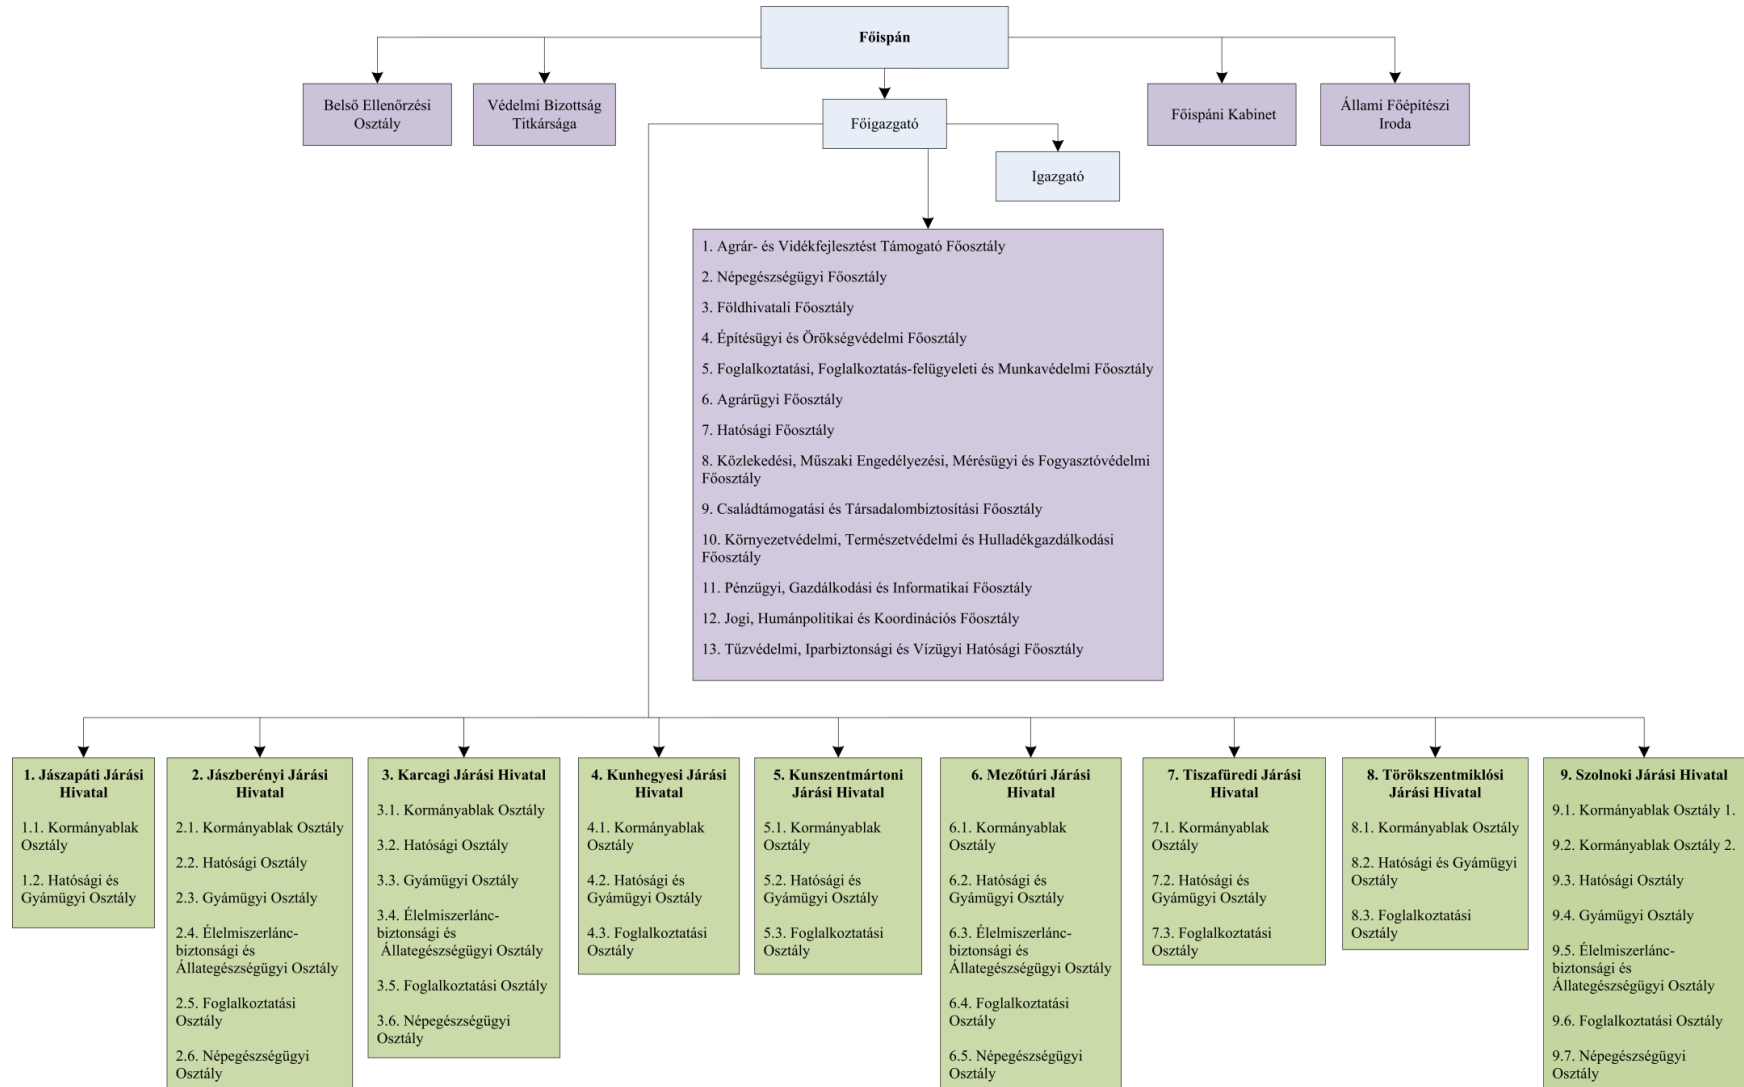 Főispán
Belső Ellenőrzési
Osztály
Védelmi Bizottság
Titkársága
Főigazgató
Igazgató
Főispáni Kabinet
Állami Főépítészi
Iroda
1. Agrár- és Vidékfejlesztést Támogató Főosztály
2. Népegészségügyi Főosztály
3. Földhivatali Főosztály
4. Építésügyi és Örökségvédelmi Főosztály
5. Foglalkoztatási, Foglalkoztatás-felügyeleti és Munkavédelmi Főosztály
6. Agrárügyi Főosztály
7. Hatósági Főosztály
8. Közlekedési, Műszaki Engedélyezési, Mérésügyi és Fogyasztóvédelmi
Főosztály
9. Családtámogatási és Társadalombiztosítási Főosztály
10. Környezetvédelmi, Természetvédelmi és Hulladékgazdálkodási
Főosztály
11. Pénzügyi, Gazdálkodási és Informatikai Főosztály
12. Jogi, Humánpolitikai és Koordinációs Főosztály
13. Tűzvédelmi, Iparbiztonsági és Vízügyi Hatósági Főosztály
1. Jászapáti Járási
Hivatal
1.1. Kormányablak
Osztály
1.2. Hatósági és
Gyámügyi Osztály
2. Jászberényi Járási
Hivatal
2.1. Kormányablak Osztály
2.2. Hatósági Osztály
2.3. Gyámügyi Osztály
2.4. Élelmiszerlánc-
biztonsági és
Állategészségügyi Osztály
2.5. Foglalkoztatási
Osztály
2.6. Népegészségügyi
Osztály
3. Karcagi Járási Hivatal
3.1. Kormányablak Osztály
3.2. Hatósági Osztály
3.3. Gyámügyi Osztály
3.4. Élelmiszerlánc-
biztonsági és
Állategészségügyi Osztály
3.5. Foglalkoztatási Osztály
3.6. Népegészségügyi
Osztály
4. Kunhegyesi Járási
Hivatal
4.1. Kormányablak
Osztály
4.2. Hatósági és
Gyámügyi Osztály
4.3. Foglalkoztatási
Osztály
5. Kunszentmártoni
Járási Hivatal
5.1. Kormányablak
Osztály
5.2. Hatósági és
Gyámügyi Osztály
5.3. Foglalkoztatási
Osztály
6. Mezőtúri Járási
Hivatal
6.1. Kormányablak
Osztály
6.2. Hatósági és
Gyámügyi Osztály
6.3. Élelmiszerlánc-
biztonsági és
Állategészségügyi Osztály
6.4. Foglalkoztatási
Osztály
6.5. Népegészségügyi
Osztály
7. Tiszafüredi Járási
Hivatal
7.1. Kormányablak
Osztály
7.2. Hatósági és
Gyámügyi Osztály
7.3. Foglalkoztatási
Osztály
8. Törökszentmiklósi
Járási Hivatal
8.1. Kormányablak Osztály
8.2. Hatósági és Gyámügyi
Osztály
8.3. Foglalkoztatási
Osztály
9. Szolnoki Járási Hivatal
9.1. Kormányablak Osztály 1.
9.2. Kormányablak Osztály 2.
9.3. Hatósági Osztály
9.4. Gyámügyi Osztály
9.5. Élelmiszerlánc-
biztonsági és
Állategészségügyi Osztály
9.6. Foglalkoztatási Osztály
9.7. Népegészségügyi
Osztály